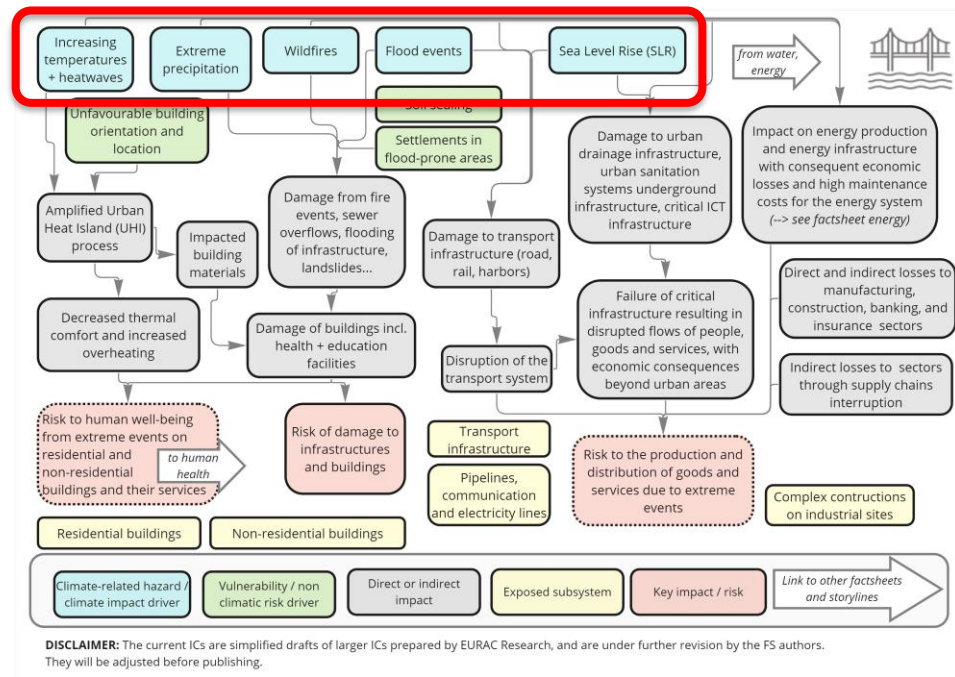 Increasing
temperatures
+ heatwaves
Extreme
precipitation
Wildfires
Flood events
Sea Level Rise (SLR)
from water,
energy
Unfavourable building
orientation and
location
Soil sealing
Settlements in
flood-prone areas
Damage to urban
drainage infrastructure,
urban sanitation
systems underground
infrastructure, critical ICT
infrastructure
Impact on energy production
and energy infrastructure
with consequent economic
losses and high maintenance
costs for the energy system
(--> see factsheet energy)
Amplified Urban
Heat Island (UHI)
process
Impacted
building
materials
Damage from fire
events, sewer
overflows, flooding
of infrastructure,
landslides...
Damage to transport
infrastructure (road,
rail, harbors)
Direct and indirect losses to
manufacturing,
construction, banking, and
insurance sectors
Decreased thermal
comfort and increased
overheating
Damage of buildings incl.
health + education
facilities
Disruption of the
transport system
Failure of critical
infrastructure resulting in
disrupted flows of people,
goods and services, with
economic consequences
beyond urban areas
Indirect losses to sectors
through supply chains
interruption
Risk to human well-being
from extreme events on
residential and
non-residential
buildings and their services
to human
health
Risk of damage to
infrastructures
and buildings
Transport
infrastructure
Pipelines,
communication
and electricity lines
Risk to the production and
distribution of goods and
services due to extreme
events
Complex contructions
on industrial sites
Residential buildings
Non-residential buildings
Climate-related hazard /
climate impact driver
Vulnerability / non
climatic risk driver
Direct or indirect
impact
Exposed subsystem
Key impact / risk
Link to other factsheets
and storylines
DISCLAIMER: The current ICs are simplified drafts of larger ICs prepared by EURAC Research, and are under further revision by the FS authors.
They will be adjusted before publishing.